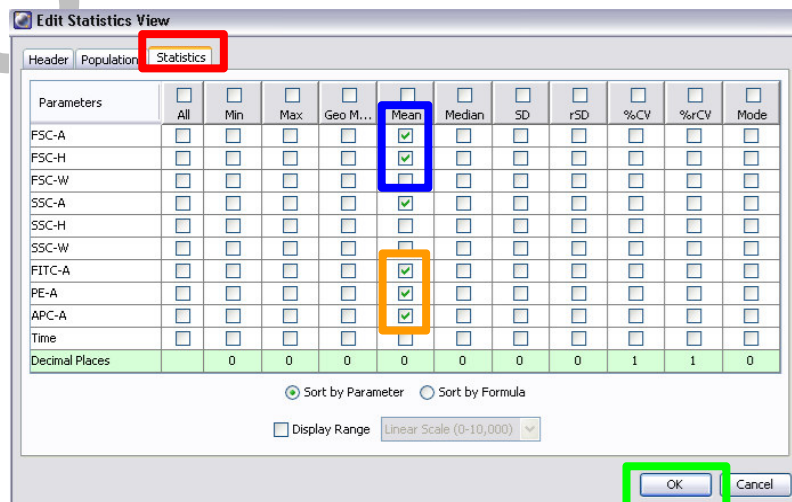 Edit Statistics View
Header Population Statistics
Parameters All Min Max Geo M... Mean Median SD rSD %CV %rCV Mode
FSC-A
FSC-H
FSC-W
SSC-A
SSC-H
SSC-W
FITC-A
PE-A
APC-A
Time
Decimal Places 0 0 0 0 0 0 0 1 1 0
Sort by Parameter Sort by Formula
Display Range Linear Scale (0-10,000)
OK Cancel